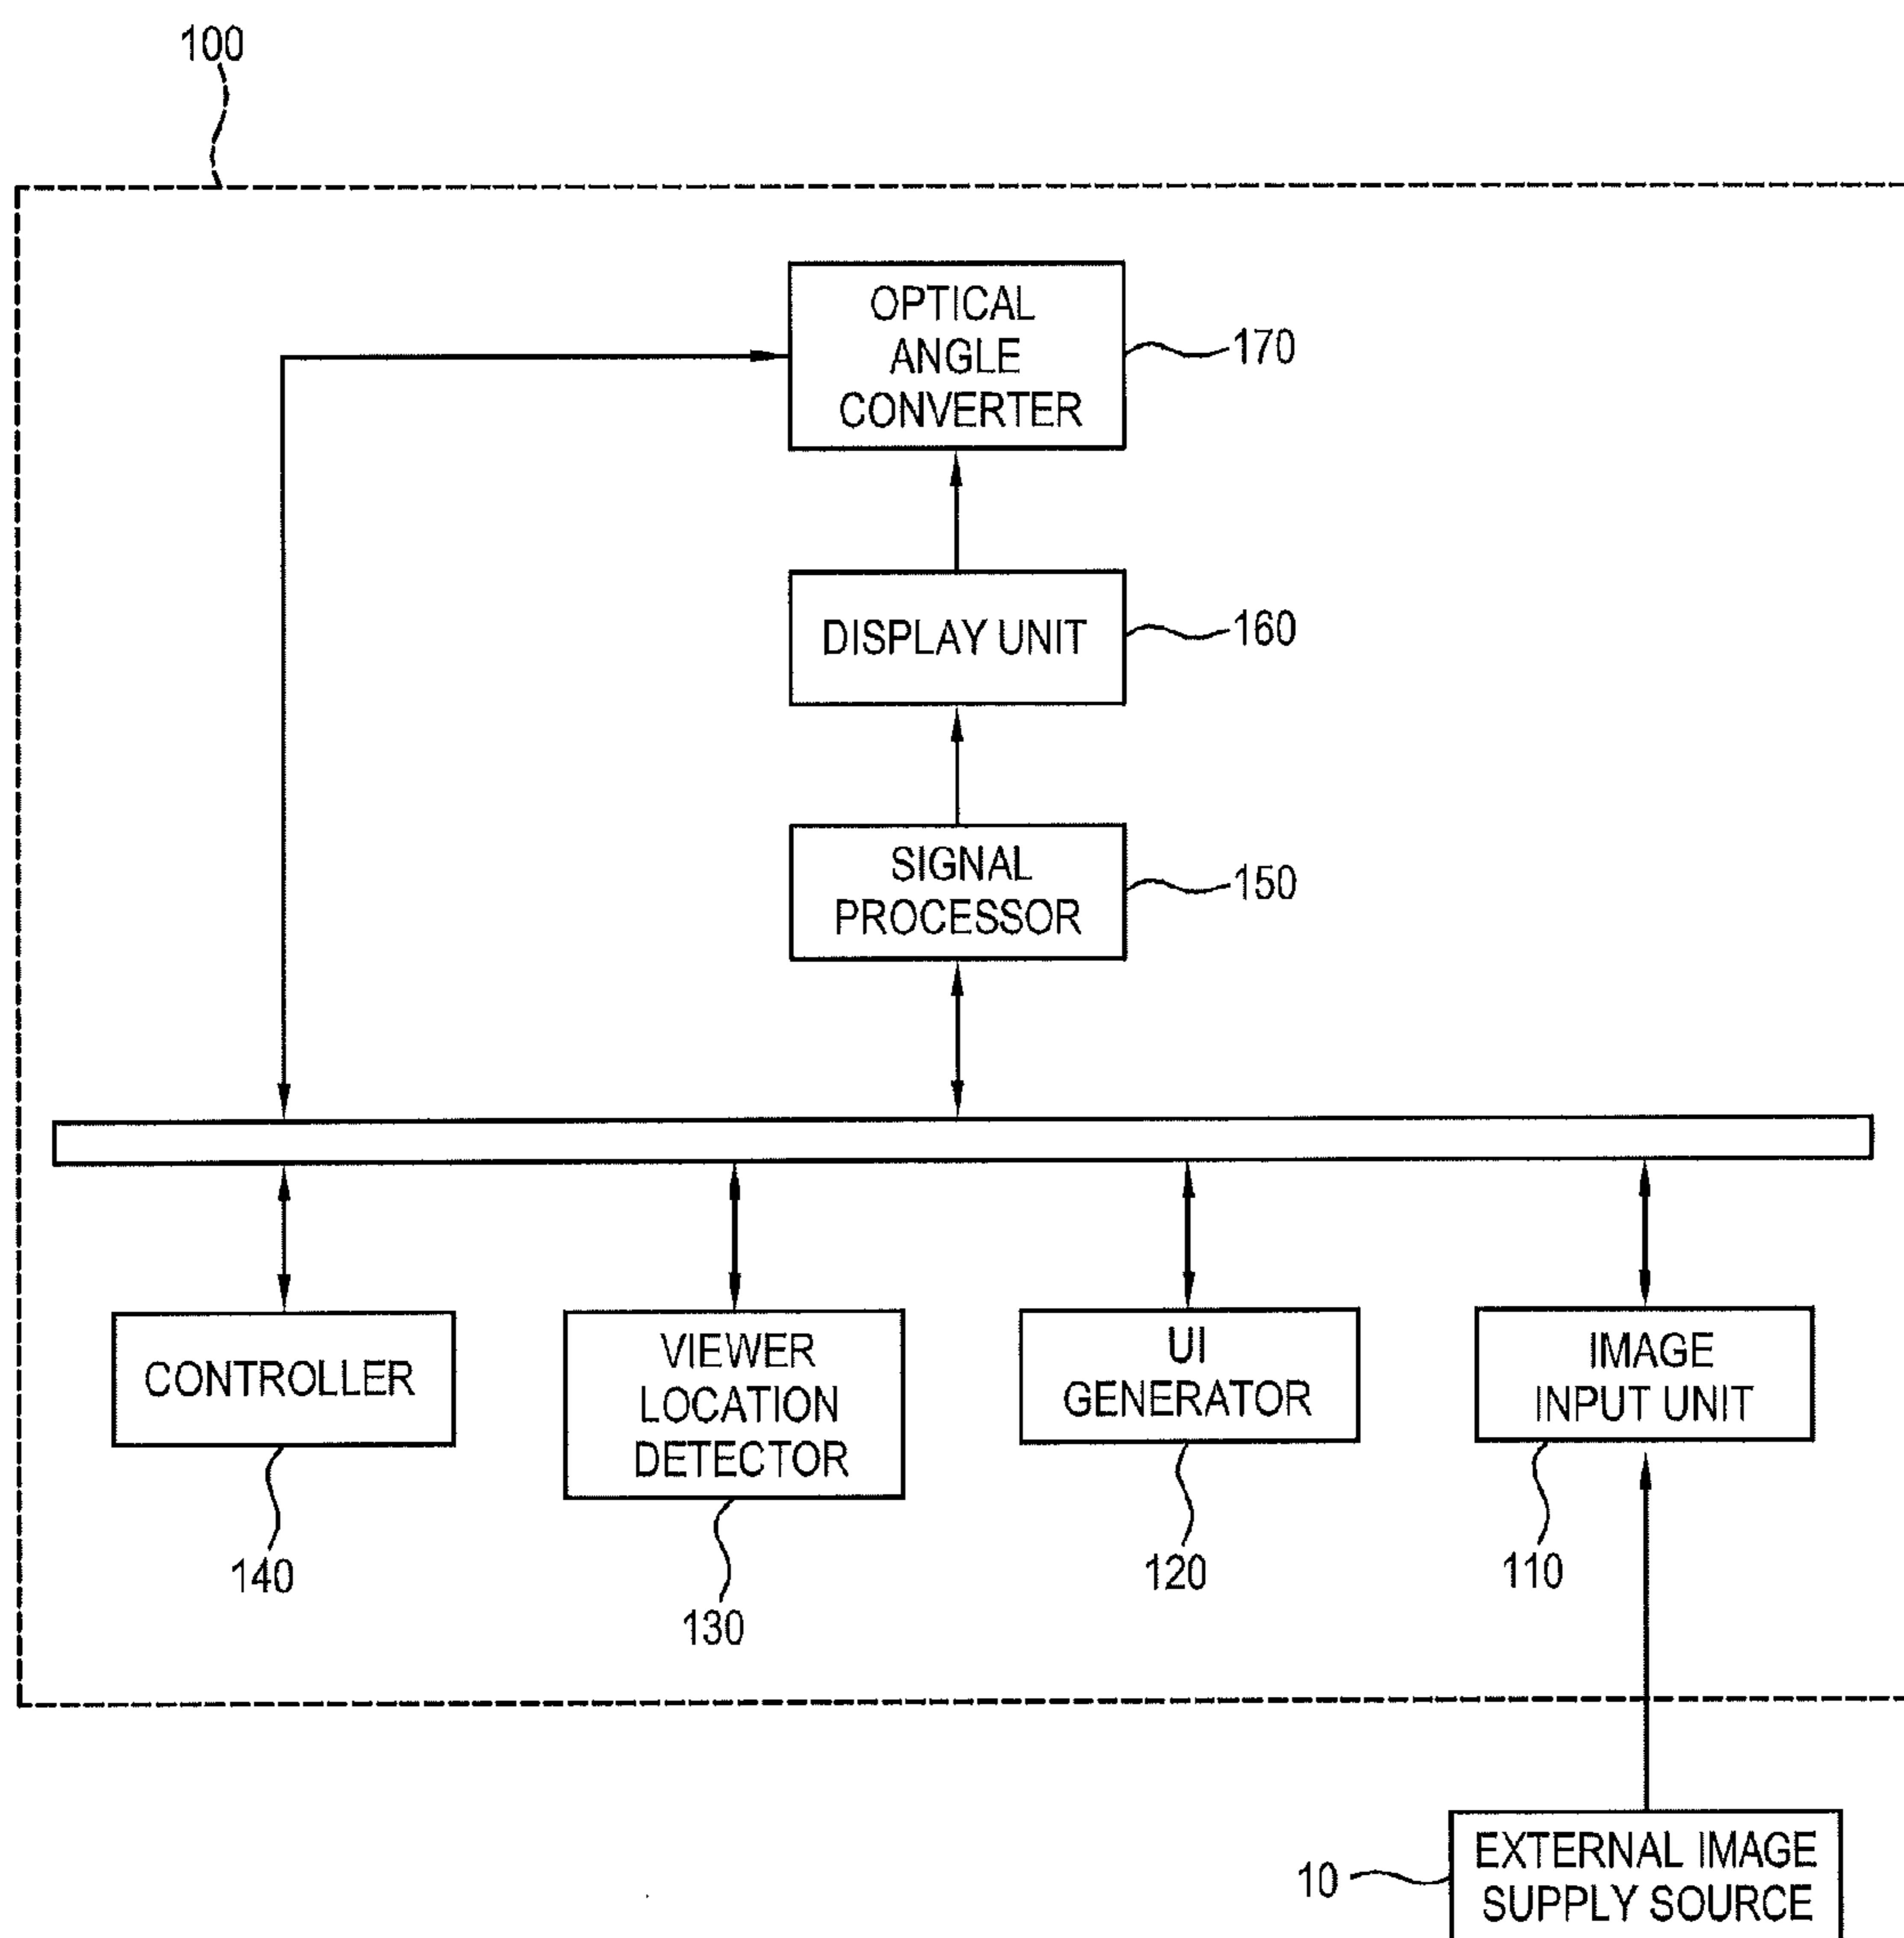 100
OPTICAL
ANGLE
CONVERTER
170
DISPLAY UNIT
160
SIGNAL
PROCESSOR
150
CONTROLLER
140
VIEWER
LOCATION
DETECTOR
130
UI
GENERATOR
120
IMAGE
INPUT UNIT
110
10
EXTERNAL IMAGE
SUPPLY SOURCE